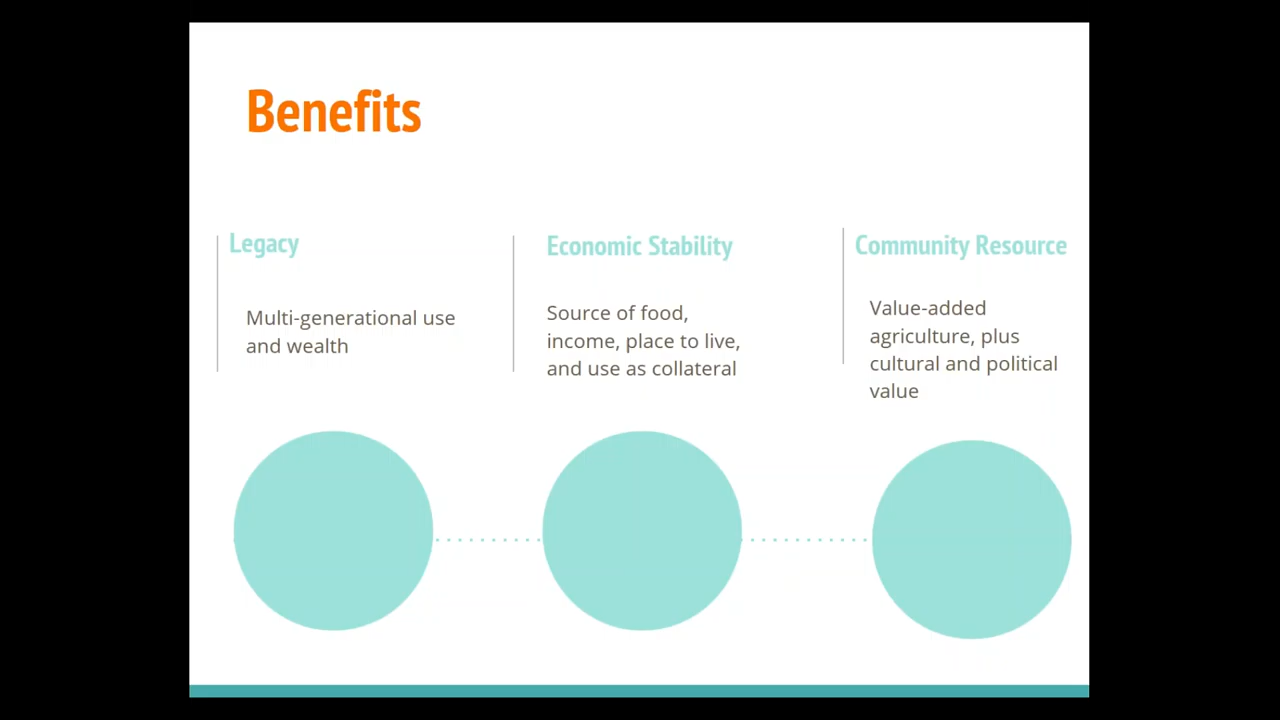 Benefits
Legacy
Multi-generational use
and wealth
Economic Stability
Source of food,
income, place to live,
and use as collateral
Community Resource
Value-added
agriculture, plus
cultural and political
value